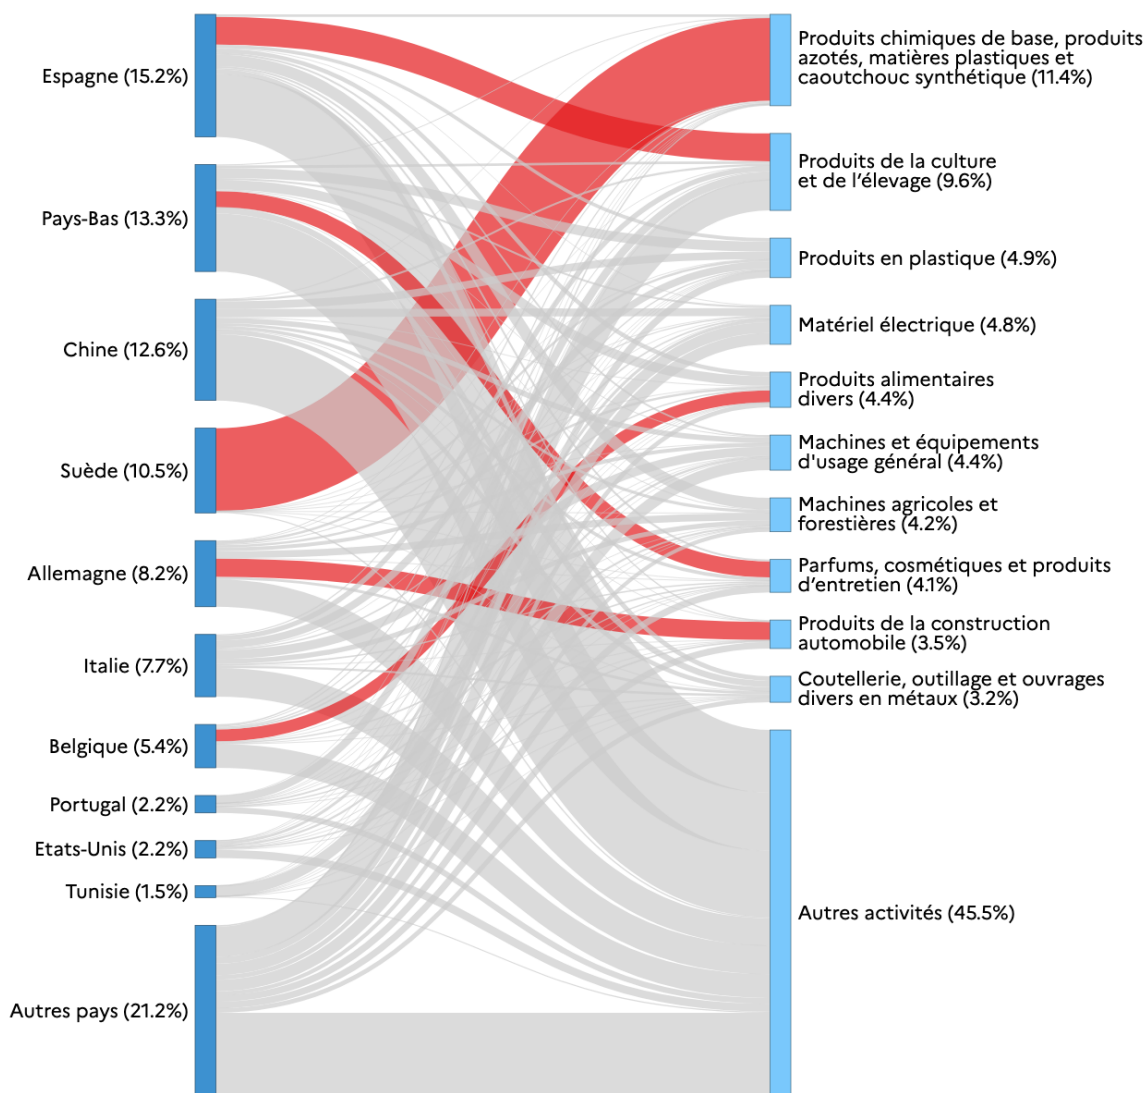 Espagne (15.2%)
Pays-Bas (13.3%)
Chine (12.6%)
Suède (10.5%)
Allemagne (8.2%)
Italie (7.7%)
Belgique (5.4%)
Portugal (2.2%)
Etats-Unis (2.2%)
Tunisie (1.5%)
Autres pays (21.2%)
Produits chimiques de base, produits
azotés, matières plastiques et
caoutchouc synthétique (11.4%)
Produits de la culture
et de l’élevage (9.6%)
Produits en plastique (4.9%)
Matériel électrique (4.8%)
Produits alimentaires
divers (4.4%)
Machines et équipements
d'usage général (4.4%)
Machines agricoles et
forestières (4.2%)
Parfums, cosmétiques et produits
d’entretien (4.1%)
Produits de la construction
automobile (3.5%)
Coutellerie, outillage et ouvrages
divers en métaux (3.2%)
Autres activités (45.5%)